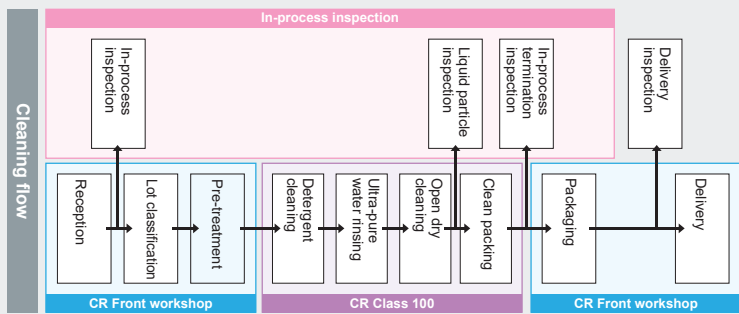 In-process inspection
Cleaning flow
In-process
inspection
Liquid particle
inspection
In-process
termination
inspection
Delivery
inspection
Reception
Lot classification
Pre-treatment
Detergent
cleaning
Ultra-pure
water rinsing
Open dry
cleaning
Clean packing
Packaging
Delivery
CR Front workshop
CR Class 100
CR Front workshop